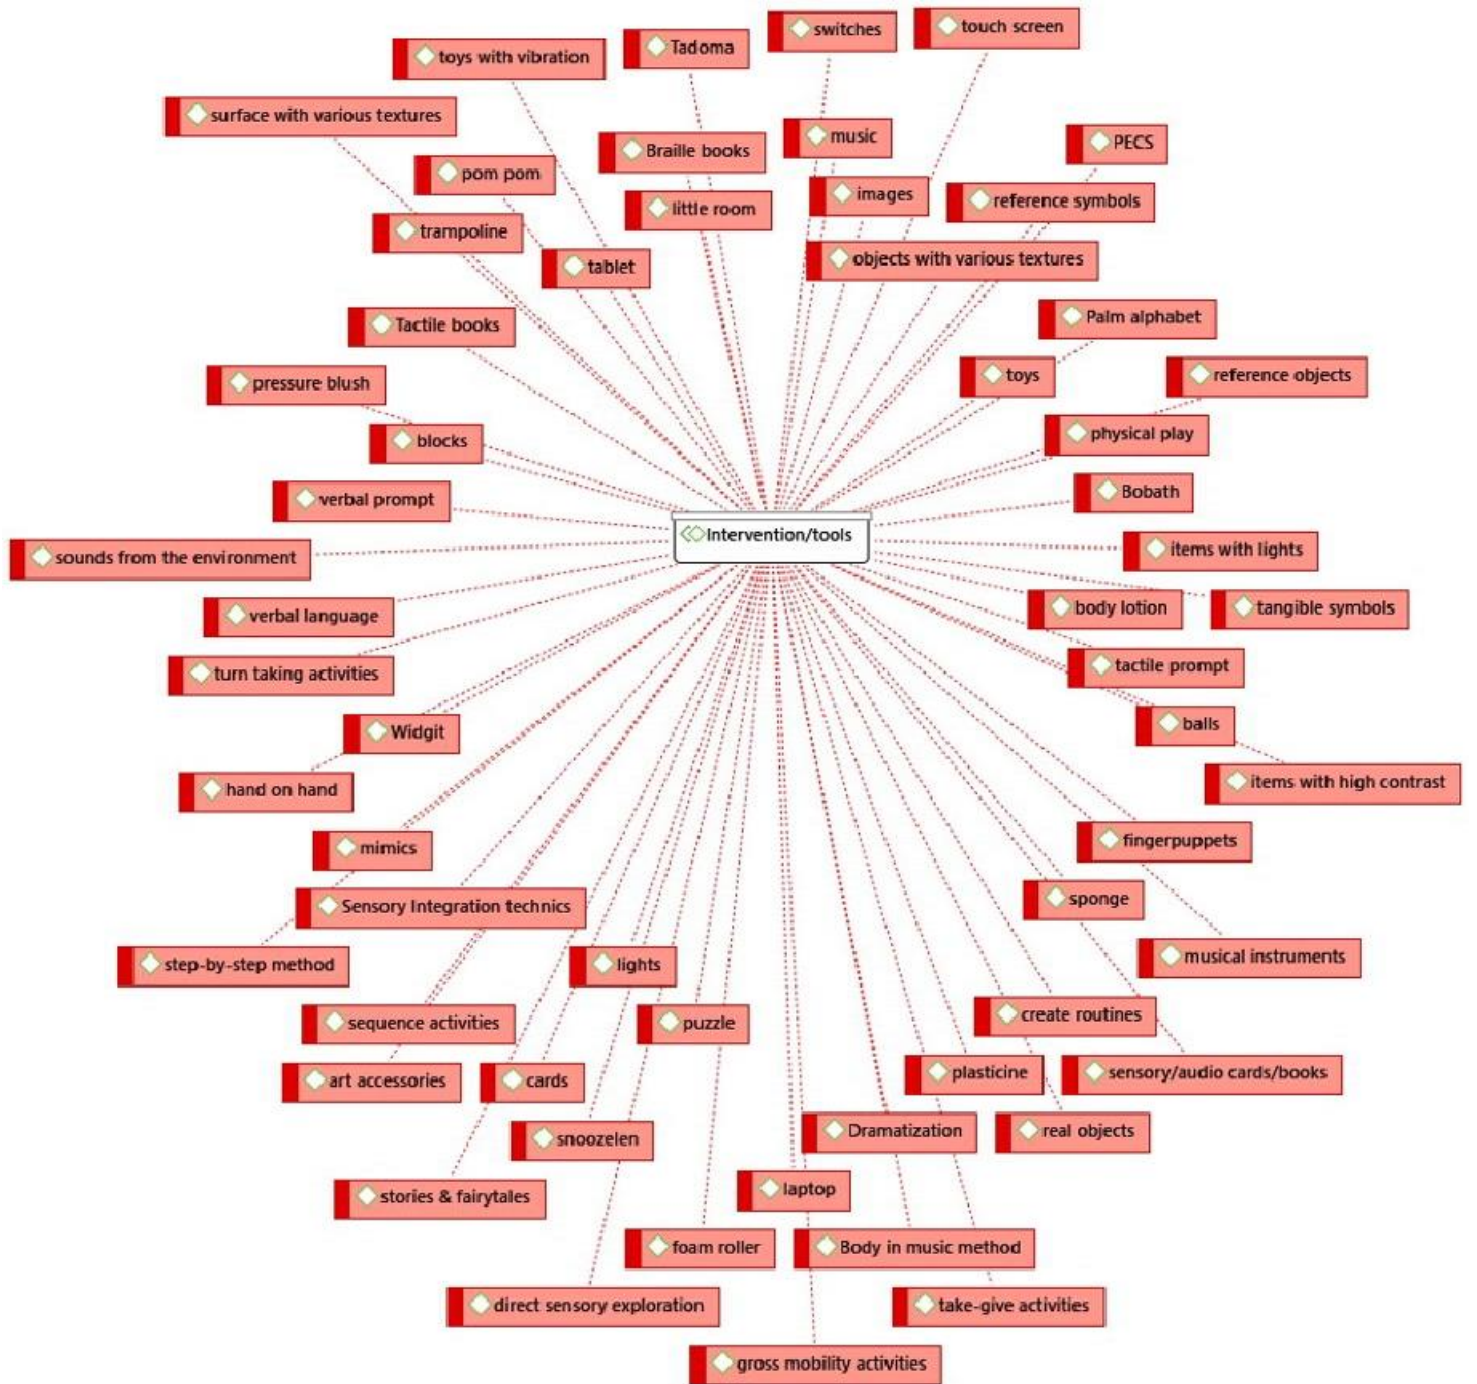 switches
touch screen
Tadoma
toys with vibration
surface with various textures
music
PECS
Braille books
pom pom
images
reference symbols
little room
trampoline
objects with various textures
tablet
Palm alphabet
Tactile books
toys
reference objects
pressure blush
physical play
blocks
Bobath
verbal prompt
Intervention/tools
items with lights
sounds from the environment
body lotion
tangible symbols
verbal language
tactile prompt
turn taking activities
balls
Widgit
items with high contrast
hand on hand
fingerpuppets
mimics
sponge
Sensory Integration technics
musical instruments
step-by-step method
lights
create routines
sequence activities
puzzle
plasticine
sensory/audio cards/books
art accessories
cards
Dramatization
real objects
snoozelen
laptop
stories & fairytales
foam roller
Body in music method
direct sensory exploration
take-give activities
gross mobility activities